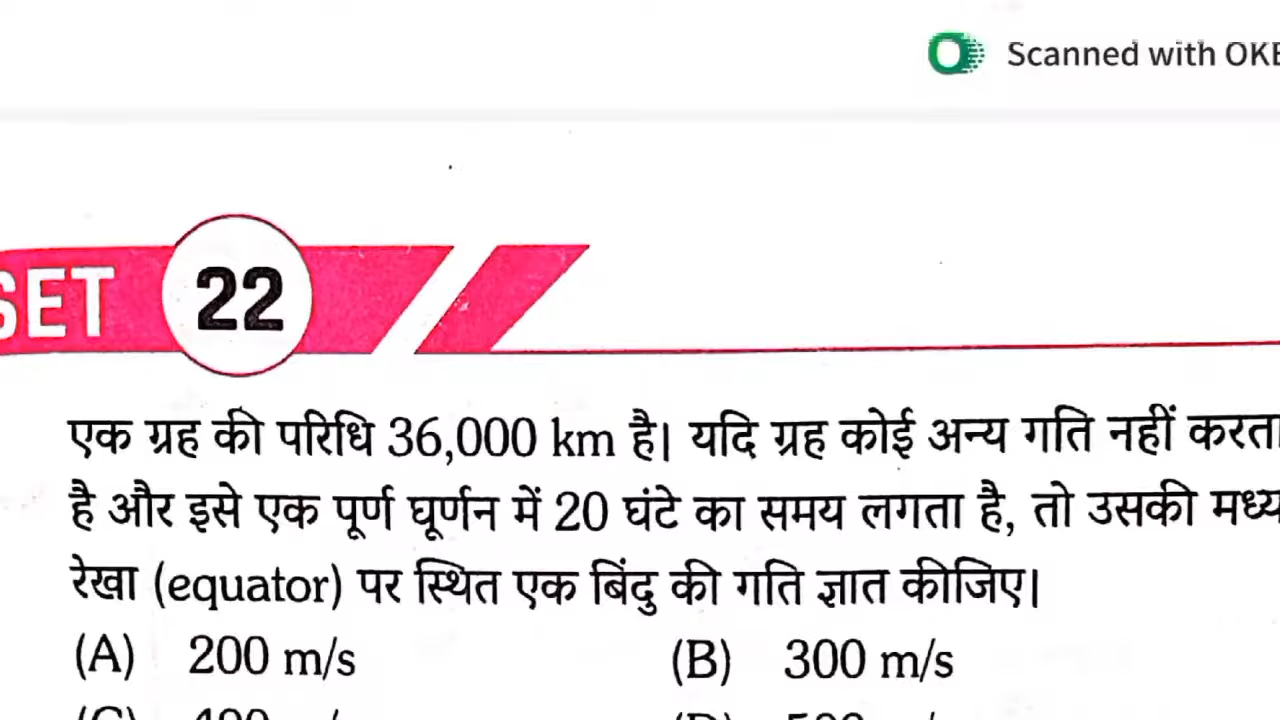 Scanned with OKE
SET 22
एक ग्रह की परिधि 36,000 km है। यदि ग्रह कोई अन्य गति नहीं करता
है और इसे एक पूर्ण घूर्णन में 20 घंटे का समय लगता है, तो उसकी मध्य
रेखा (equator) पर स्थित एक बिंदु की गति ज्ञात कीजिए।
(A) 200 m/s (B) 300 m/s